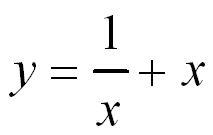 y = 1/x + x